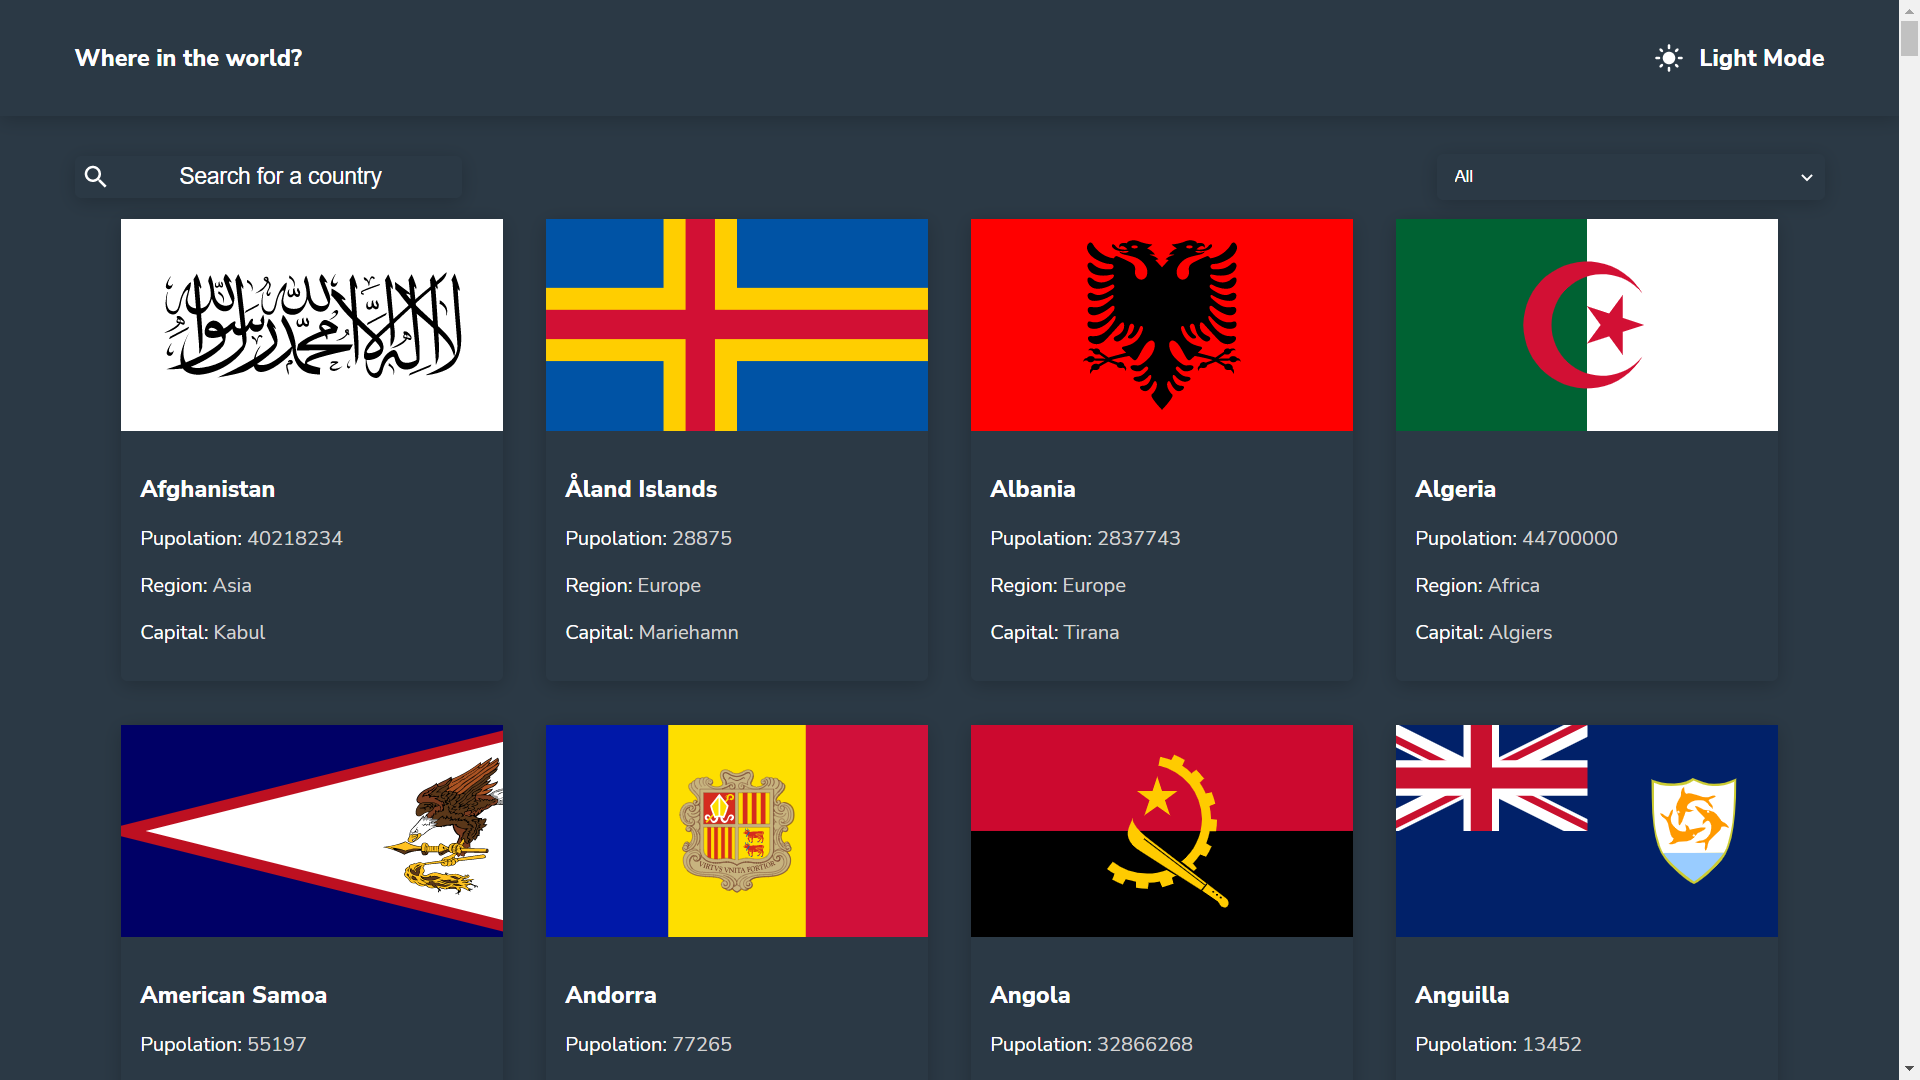 Where in the world?
Light Mode
Search for a country
All
لا إله إلا الله محمد رسول الله
Afghanistan
Pupolation: 40218234
Region: Asia
Capital: Kabul
Åland Islands
Pupolation: 28875
Region: Europe
Capital: Mariehamn
Albania
Pupolation: 2837743
Region: Europe
Capital: Tirana
Algeria
Pupolation: 44700000
Region: Africa
Capital: Algiers
VIRTVS VNITA FORTIOR
American Samoa
Pupolation: 55197
Andorra
Pupolation: 77265
Angola
Pupolation: 32866268
Anguilla
Pupolation: 13452